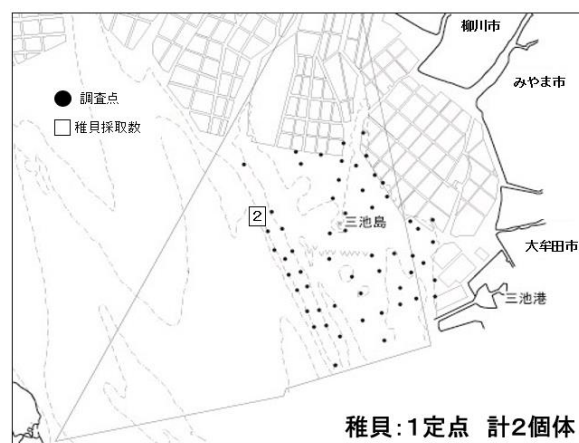 柳川市
みやま市
調査点
稚貝採取数
2
三池島
大牟田市
三池港
稚貝：1定点 計2個体